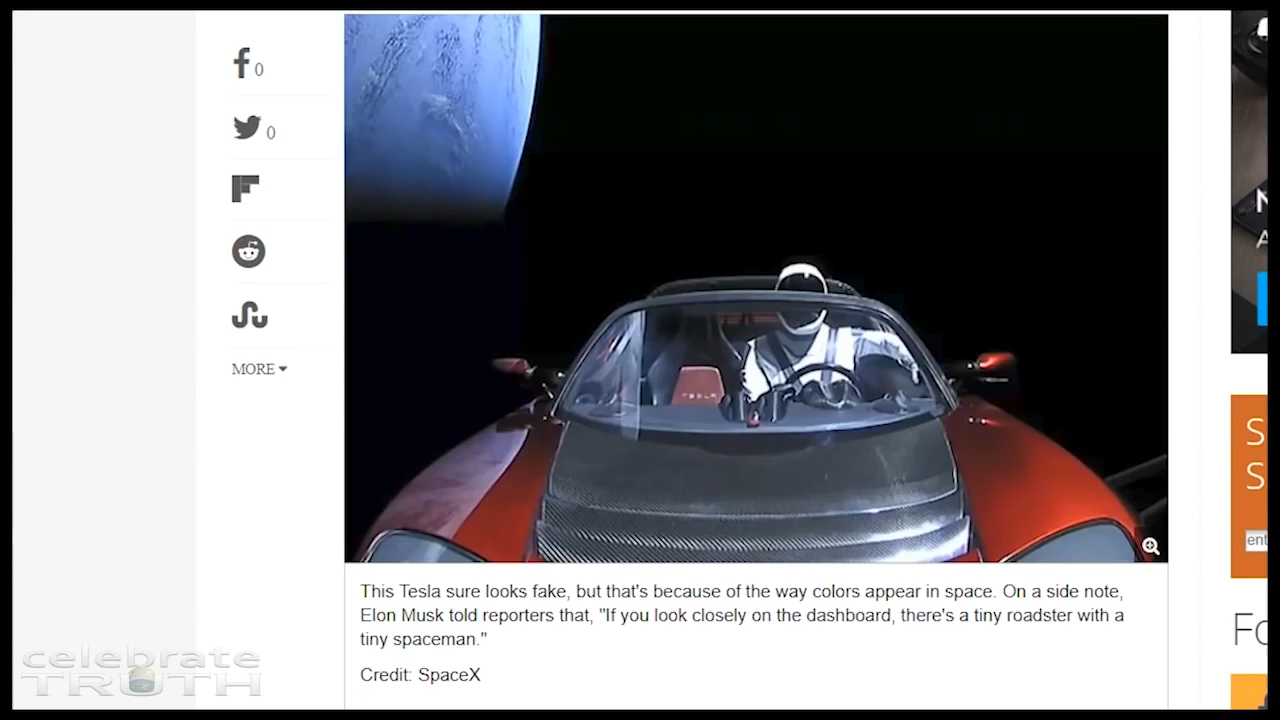 0
0
MORE
TESLA
This Tesla sure looks fake, but that's because of the way colors appear in space. On a side note,
Elon Musk told reporters that, "If you look closely on the dashboard, there's a tiny roadster with a
tiny spaceman."
Credit: SpaceX
N
A
S
S
ent
Fo
celebrate
TRUTH